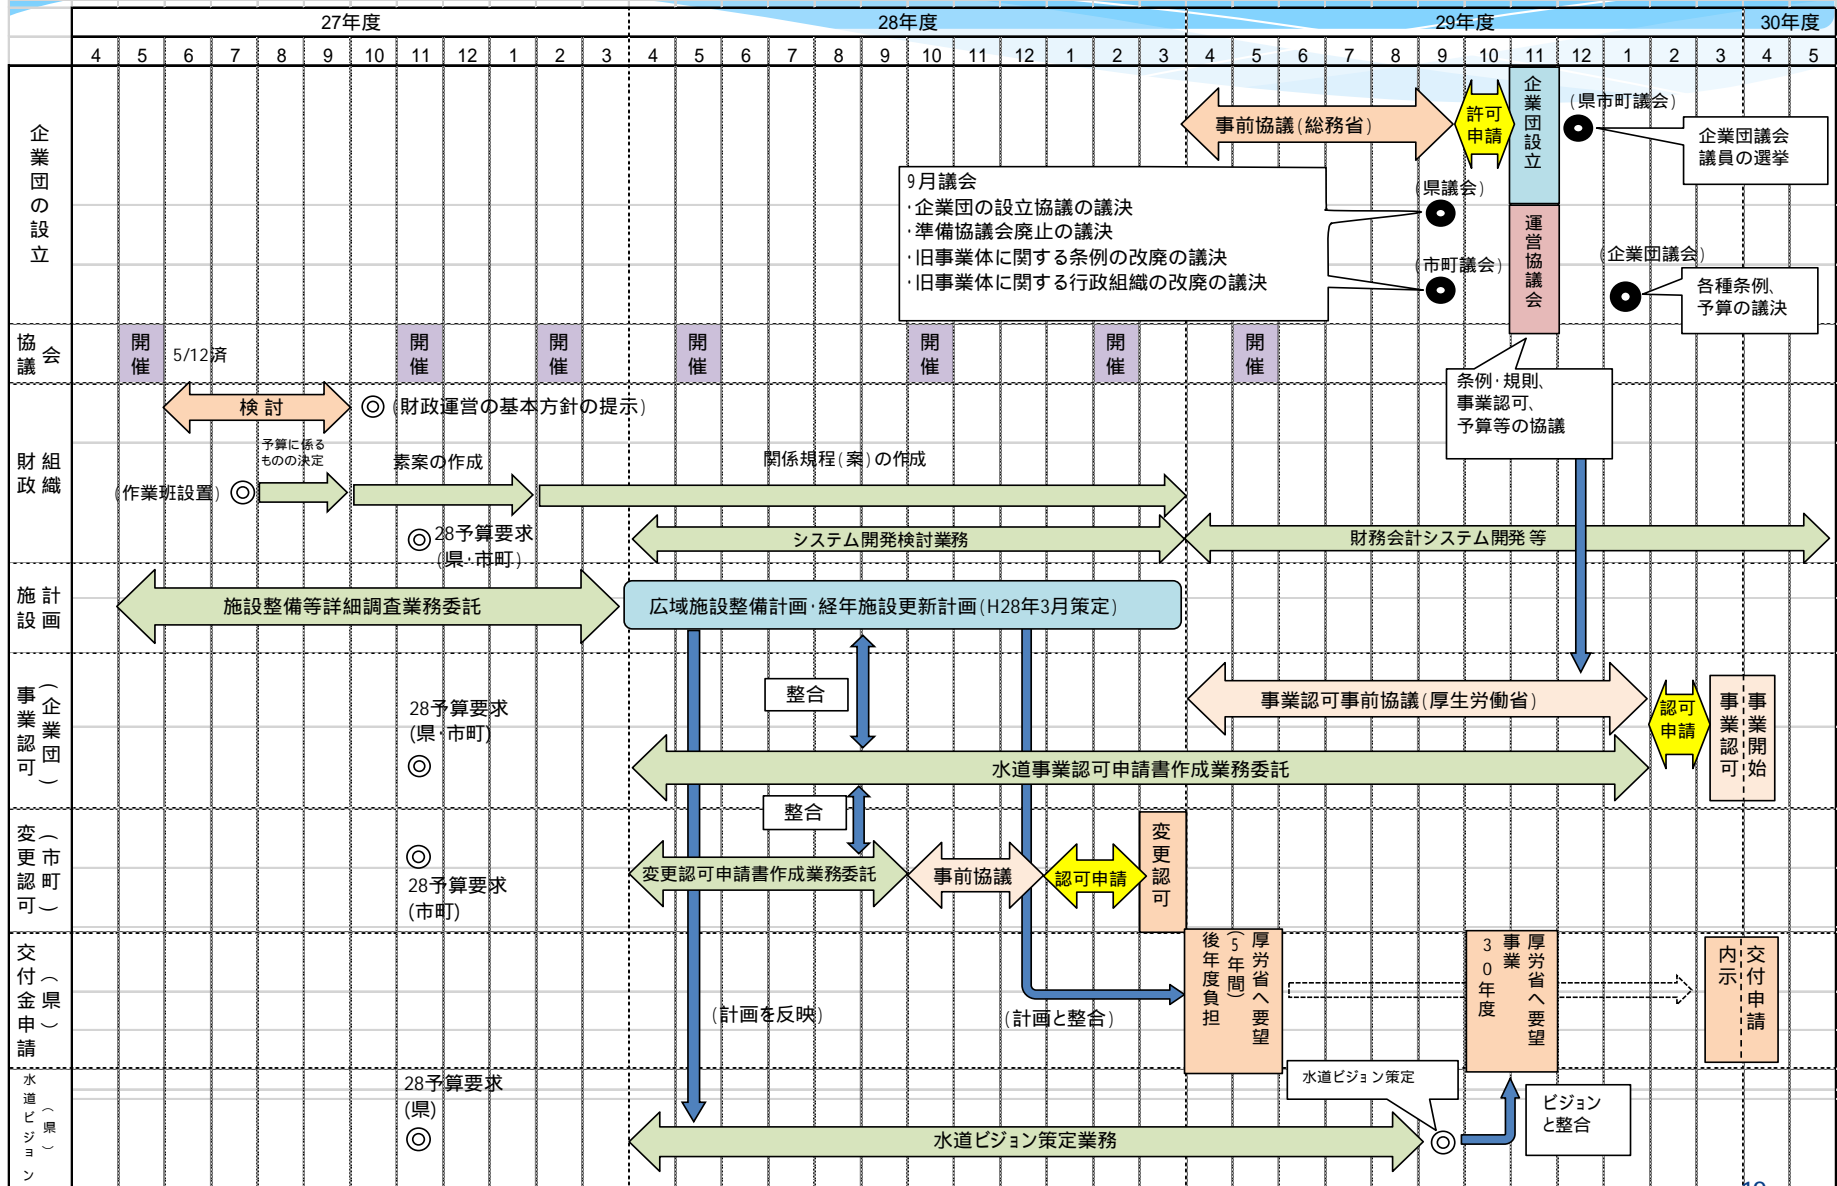 27年度 28年度 29年度 30年度
4 5 6 7 8 9 10 11 12 1 2 3 4 5 6 7 8 9 10 11 12 1 2 3 4 5 6 7 8 9 10 11 12 1 2 3 4 5
企業団の設立
事前協議(総務省)
許可
申請
企業団設立
(県市町議会)
企業団議会
議員の選挙
9月議会
・企業団の設立協議の議決
・準備協議会廃止の議決
・旧事業体に関する条例の改廃の議決
・旧事業体に関する行政組織の改廃の議決
(県議会)
(市町議会)
運営協議会
(企業団議会)
各種条例、
予算の議決
協議会
開催
5/12済
開催
開催
開催
開催
開催
開催
条例・規則、
事業認可、
予算等の協議
組織
財政
検討
(財政運営の基本方針の提示)
予算に係る
ものの決定
素案の作成
関係規程(案)の作成
(作業班設置)
28予算要求
(県・市町)
システム開発検討業務
財務会計システム開発等
計画
施設
施設整備等詳細調査業務委託
広域施設整備計画・経年施設更新計画(H28年3月策定)
事業認可
(企業団)
28予算要求
(県・市町)
整合
事業認可事前協議(厚生労働省)
認可
申請
事業認可
事業開始
水道事業認可申請書作成業務委託
変更認可
(市町)
28予算要求
(市町)
整合
変更認可申請書作成業務委託
事前協議
認可申請
変更認可
交付金申請
(県)
(計画を反映)
(計画と整合)
厚労省へ要望
(5年間)
後年度負担
厚労省へ要望
事業
30年度
内示
交付申請
水道ビジョン
(県)
28予算要求
(県)
水道ビジョン策定業務
水道ビジョン策定
ビジョン
と整合